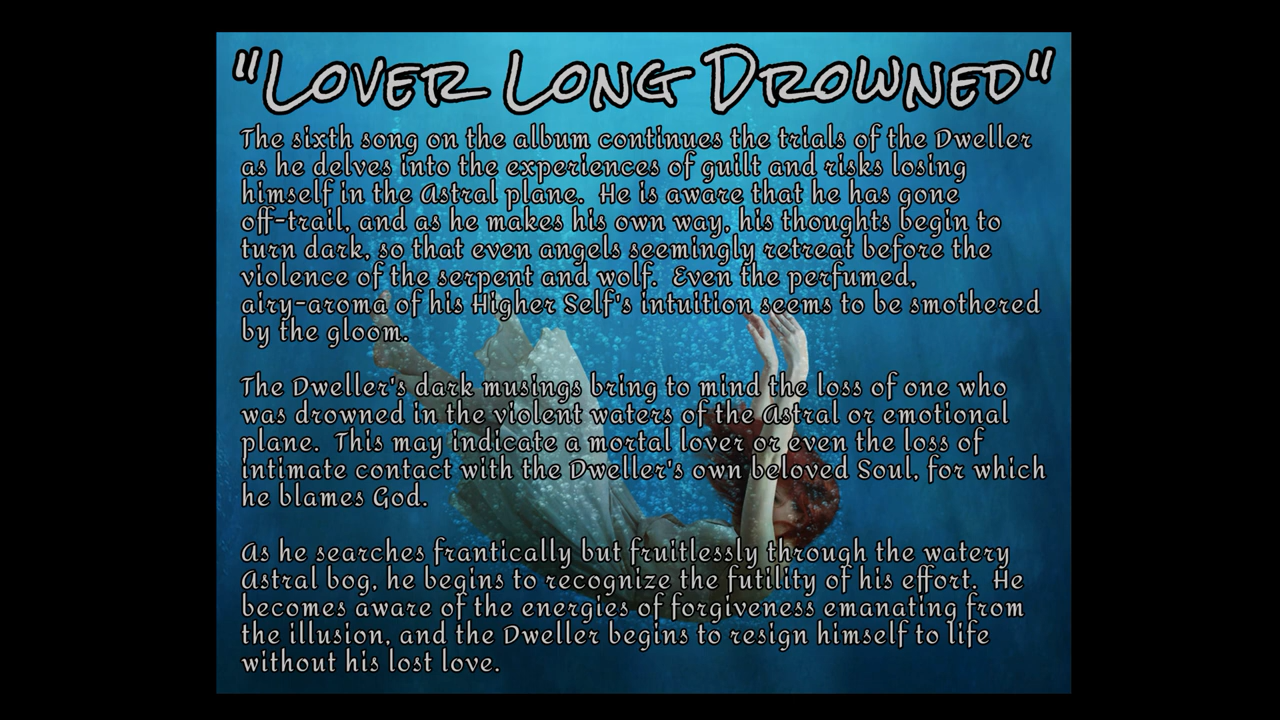 "Lover Long Drowned"
The sixth song on the album continues the trials of the Dweller
as he delves into the experiences of guilt and risks losing
himself in the Astral plane.  He is aware that he has gone
off-trail, and as he makes his own way, his thoughts begin to
turn dark, so that even angels seemingly retreat before the
violence of the serpent and wolf.  Even the perfumed,
airy-aroma of his Higher Self's intuition seems to be smothered
by the gloom.
The Dweller's dark musings bring to mind the loss of one who
was drowned in the violent waters of the Astral or emotional
plane.  This may indicate a mortal lover or even the loss of
intimate contact with the Dweller's own beloved Soul, for which
he blames God.
As he searches frantically but fruitlessly through the watery
Astral bog, he begins to recognize the futility of his effort.  He
becomes aware of the energies of forgiveness emanating from
the illusion, and the Dweller begins to resign himself to life
without his lost love.